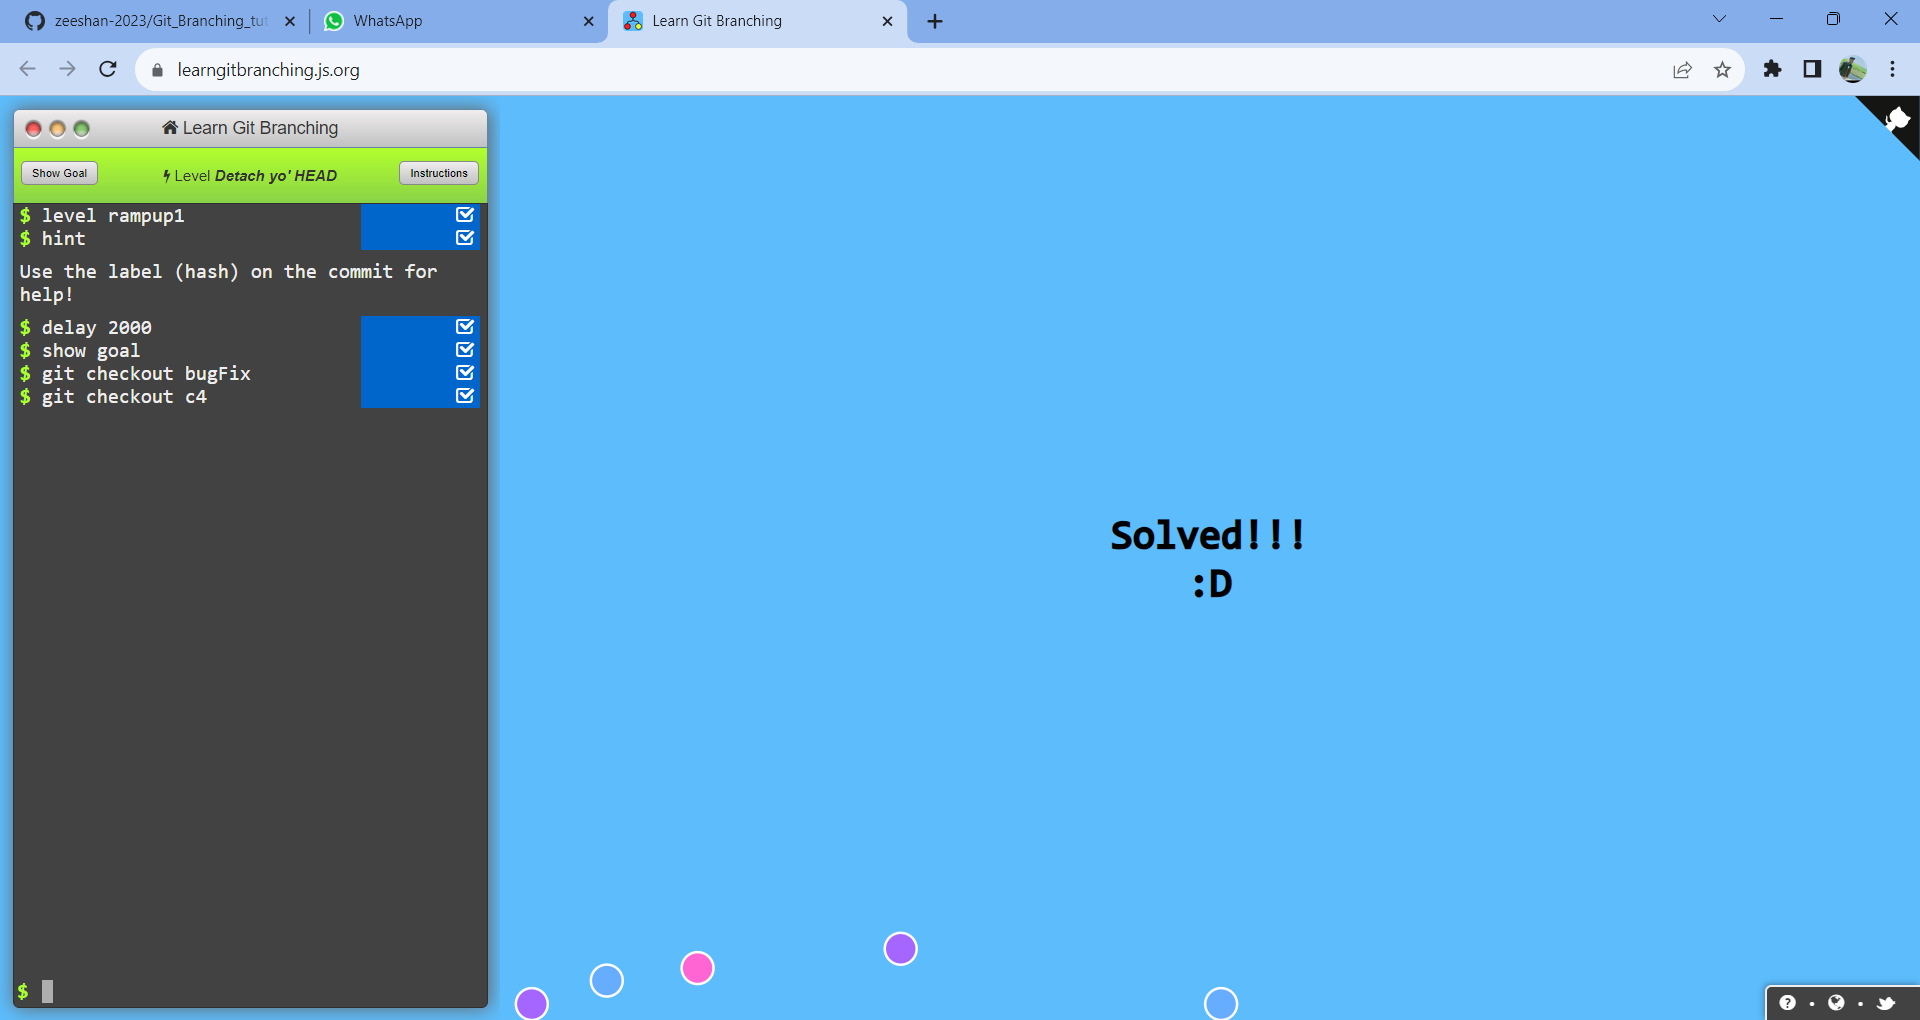 zeeshan-2023/Git_Branching_tut
WhatsApp
Learn Git Branching
learngitbranching.js.org
Learn Git Branching
Show Goal
Level Detach yo' HEAD
Instructions
$ level rampup1
$ hint
Use the label (hash) on the commit for
help!
$ delay 2000
$ show goal
$ git checkout bugFix
$ git checkout c4
Solved!!!
:D
$